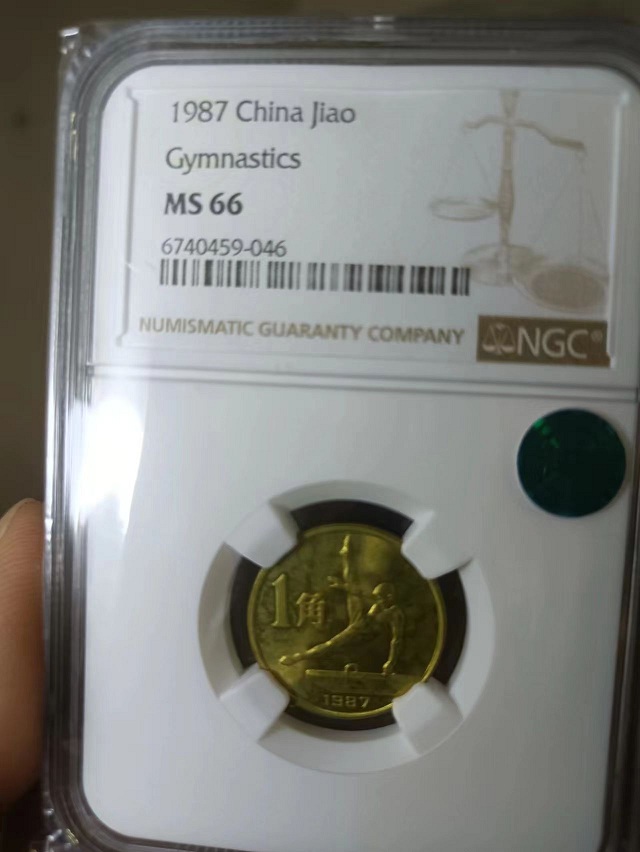 1987 China Jiao
Gymnastics
MS 66
6740459-046
NUMISMATIC GUARANTY COMPANY
NGC®
1角
1987